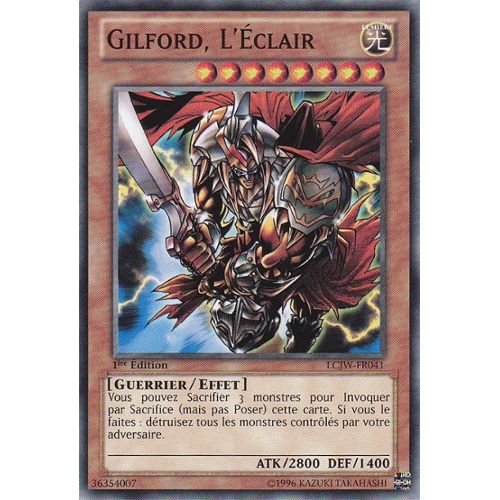 GILFORD, L'ÉCLAIR
LUMIÈRE
光
1ère Édition
LCJW-FR041
[GUERRIER/EFFET]
Vous pouvez Sacrifier 3 monstres pour Invoquer
par Sacrifice (mais pas Poser) cette carte. Si vous le
faites : détruisez tous les monstres contrôlés par votre
adversaire.
ATK/2800 DEF/1400
36354007
©1996 KAZUKI TAKAHASHI